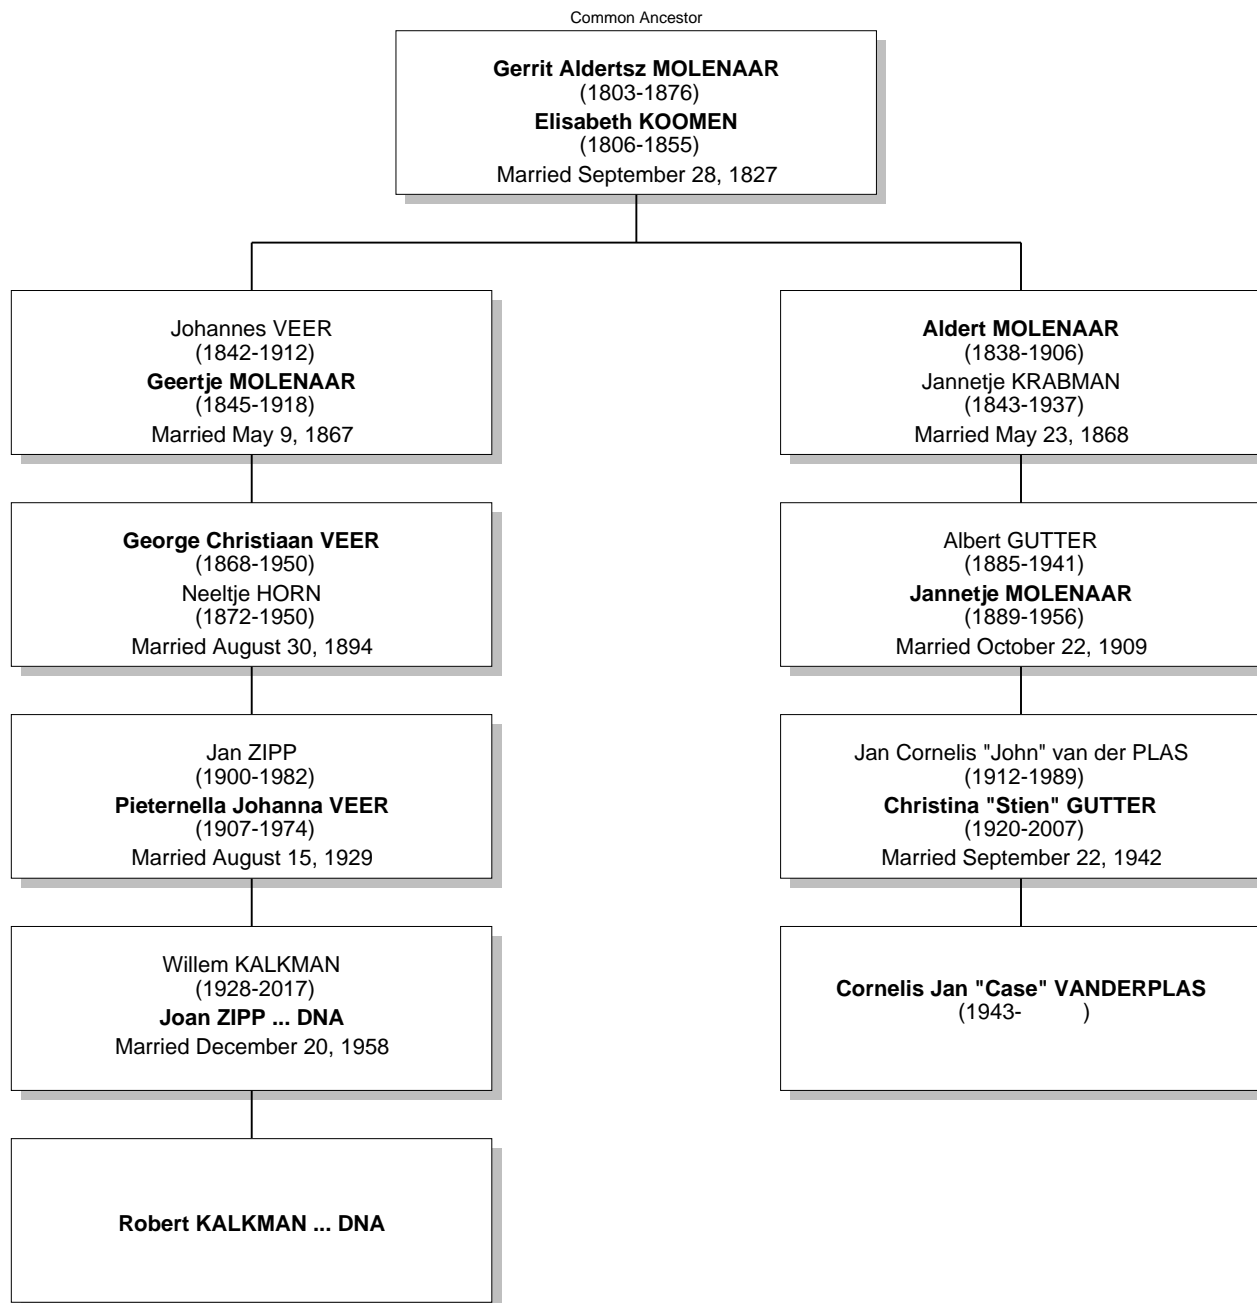 Common Ancestor
Gerrit Aldertsz MOLENAAR
(1803-1876)
Elisabeth KOOMEN
(1806-1855)
Married September 28, 1827
Johannes VEER
(1842-1912)
Geertje MOLENAAR
(1845-1918)
Married May 9, 1867
Aldert MOLENAAR
(1838-1906)
Jannetje KRABMAN
(1843-1937)
Married May 23, 1868
George Christiaan VEER
(1868-1950)
Neeltje HORN
(1872-1950)
Married August 30, 1894
Albert GUTTER
(1885-1941)
Jannetje MOLENAAR
(1889-1956)
Married October 22, 1909
Jan ZIPP
(1900-1982)
Pieternella Johanna VEER
(1907-1974)
Married August 15, 1929
Jan Cornelis "John" van der PLAS
(1912-1989)
Christina "Stien" GUTTER
(1920-2007)
Married September 22, 1942
Willem KALKMAN
(1928-2017)
Joan ZIPP ... DNA
Married December 20, 1958
Cornelis Jan "Case" VANDERPLAS
(1943-          )
Robert KALKMAN ... DNA